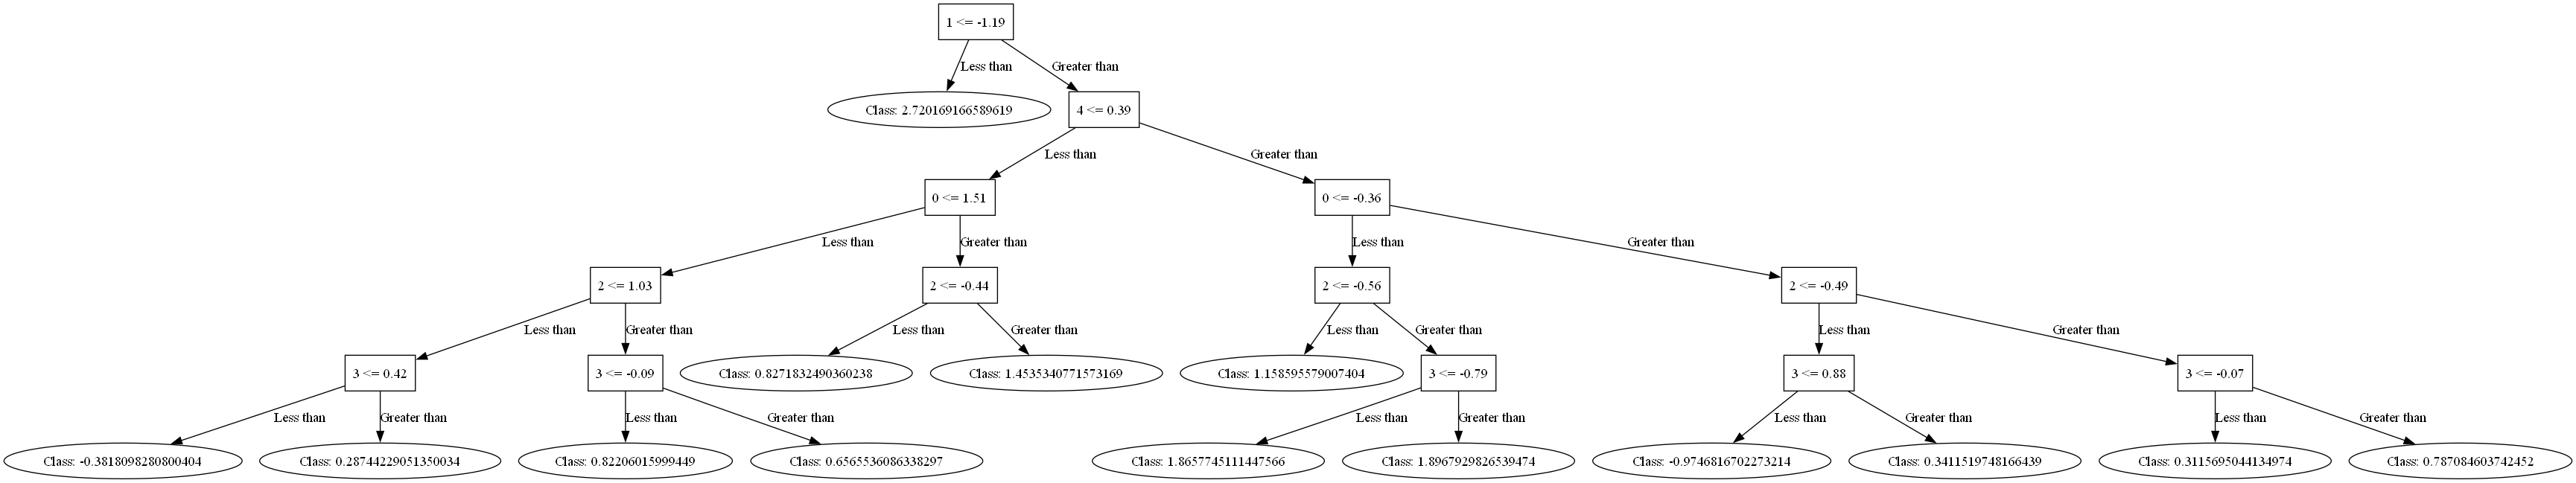 1 <= -1.19
Less than
Greater than
Class: 2.720169166589619
4 <= 0.39
Less than
Greater than
0 <= 1.51
0 <= -0.36
Less than
Greater than
Less than
Greater than
2 <= 1.03
2 <= -0.44
2 <= -0.56
2 <= -0.49
Less than
Greater than
Less than
Greater than
Less than
Greater than
Less than
Greater than
3 <= 0.42
3 <= -0.09
Class: 0.8271832490360238
Class: 1.4535340771573169
Class: 1.158595579007404
3 <= -0.79
3 <= 0.88
3 <= -0.07
Less than
Greater than
Less than
Greater than
Less than
Greater than
Less than
Greater than
Less than
Greater than
Class: -0.3818098280800404
Class: 0.28744229051350034
Class: 0.82206015999449
Class: 0.6565536086338297
Class: 1.8657745111447566
Class: 1.8967929826539474
Class: -0.9746816702273214
Class: 0.3411519748166439
Class: 0.3115695044134974
Class: 0.787084603742452